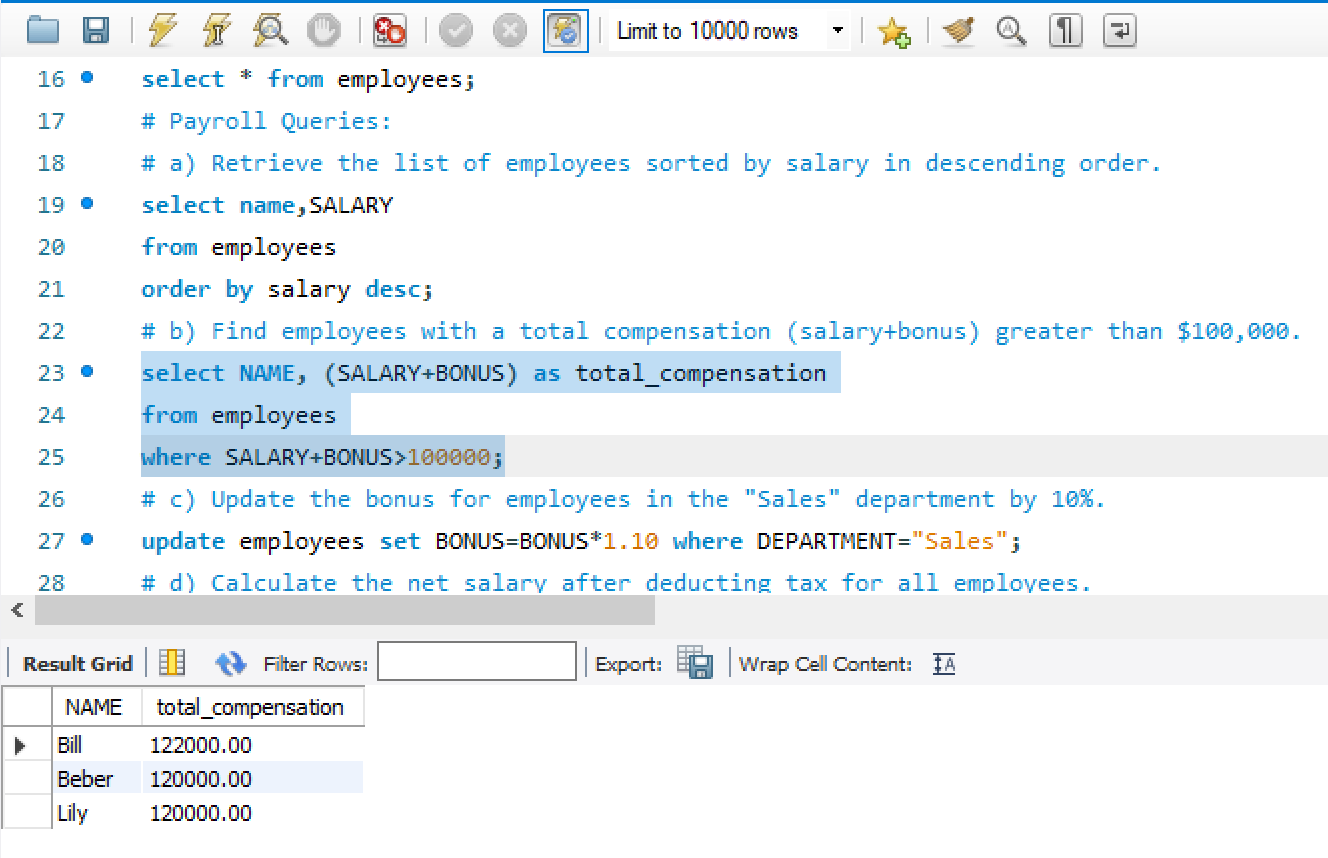 Limit to 10000 rows
16 select * from employees;
17 # Payroll Queries:
18 # a) Retrieve the list of employees sorted by salary in descending order.
19 select name,SALARY
20 from employees
21 order by salary desc;
22 # b) Find employees with a total compensation (salary+bonus) greater than $100,000.
23 select NAME, (SALARY+BONUS) as total_compensation
24 from employees
25 where SALARY+BONUS>100000;
26 # c) Update the bonus for employees in the "Sales" department by 10%.
27 update employees set BONUS=BONUS*1.10 where DEPARTMENT="Sales";
28 # d) Calculate the net salary after deducting tax for all employees.
Result Grid Filter Rows: Export: Wrap Cell Content: IA
NAME total_compensation
Bill 122000.00
Beber 120000.00
Lily 120000.00